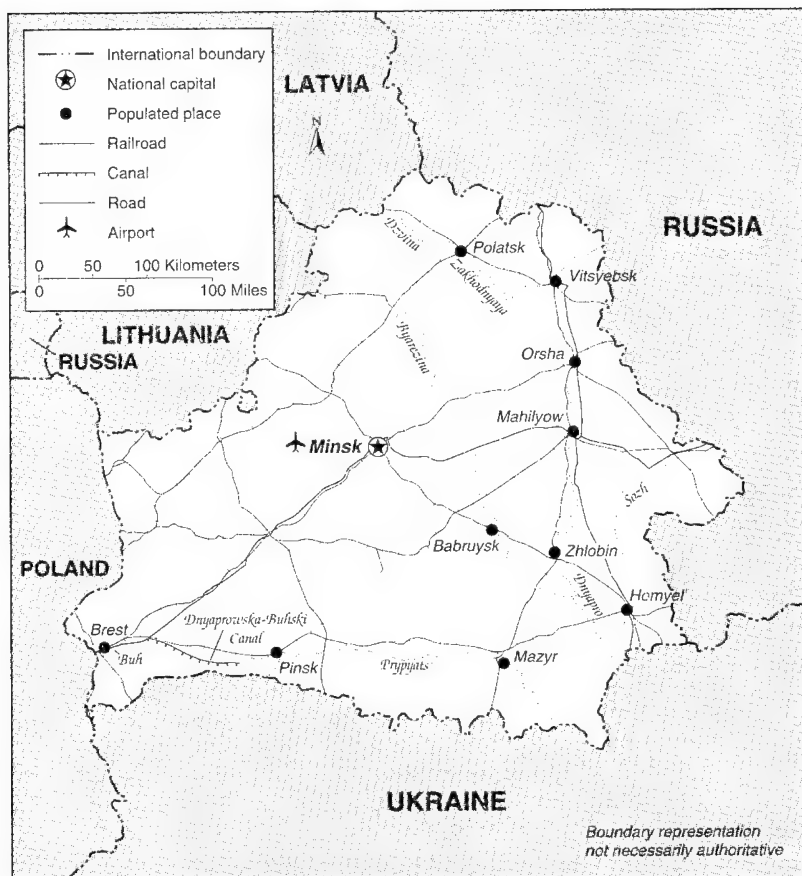 International boundary
National capital
Populated place
Railroad
Canal
Road
Airport
0 50 100 Kilometers
0 50 100 Miles
LATVIA
N
RUSSIA
LITHUANIA
RUSSIA
POLAND
UKRAINE
Dzvina
Polatsk
Zakhodnyaya
Vitsyebsk
Byarezina
Orsha
Minsk
Mahilyow
Sozh
Babruysk
Zhlobin
Dnyapro
Homyel'
Brest
Buh
Dnyaprowska-Buhski
Canal
Pinsk
Prypyats
Mazyr
Boundary representation
not necessarily authoritative